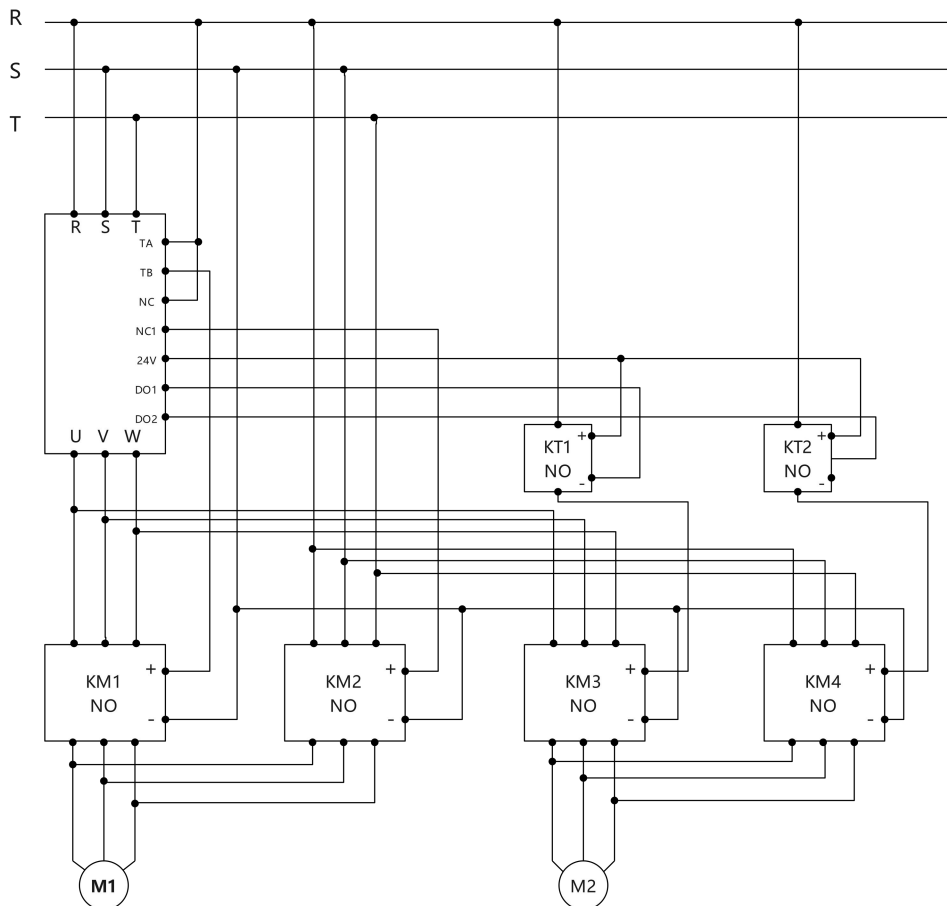 R
S
T
R S T
TA
TB
NC
NC1
24V
DO1
DO2
U V W
KT1 +
NO
-
KT2 +
NO
-
KM1 +
NO
-
KM2 +
NO
-
KM3 +
NO
-
KM4 +
NO
-
M1
M2